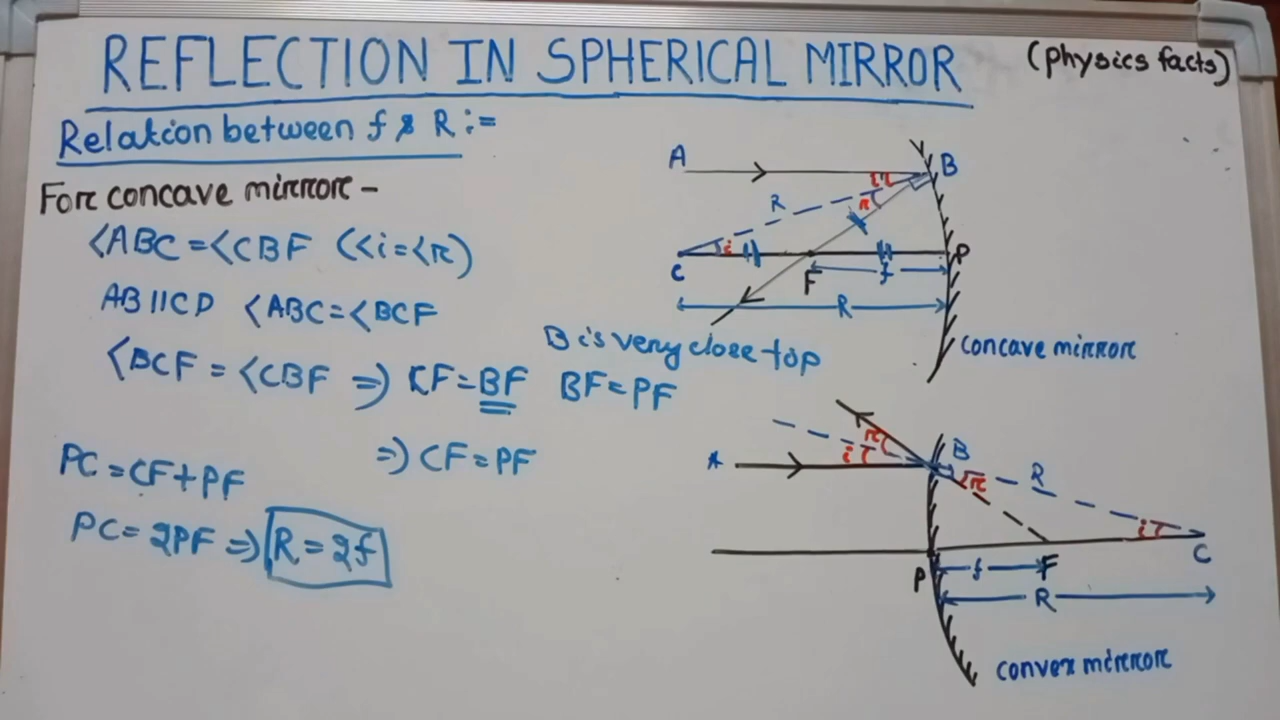 REFLECTION IN SPHERICAL MIRROR
(physics facts)
Relation between f & R :=
For concave mirror -
<ABC = <CBF (<i = <r)
AB || CD <ABC = <BCF
<BCF = <CBF => CF = BF BF = PF
B is very close to p
=> CF = PF
PC = CF + PF
PC = 2PF => R = 2f
A
B
i
r
R
r
i
C
F
f
P
R
concave mirror
A
r
i
B
r
R
i
C
P
f
F
R
convex mirror